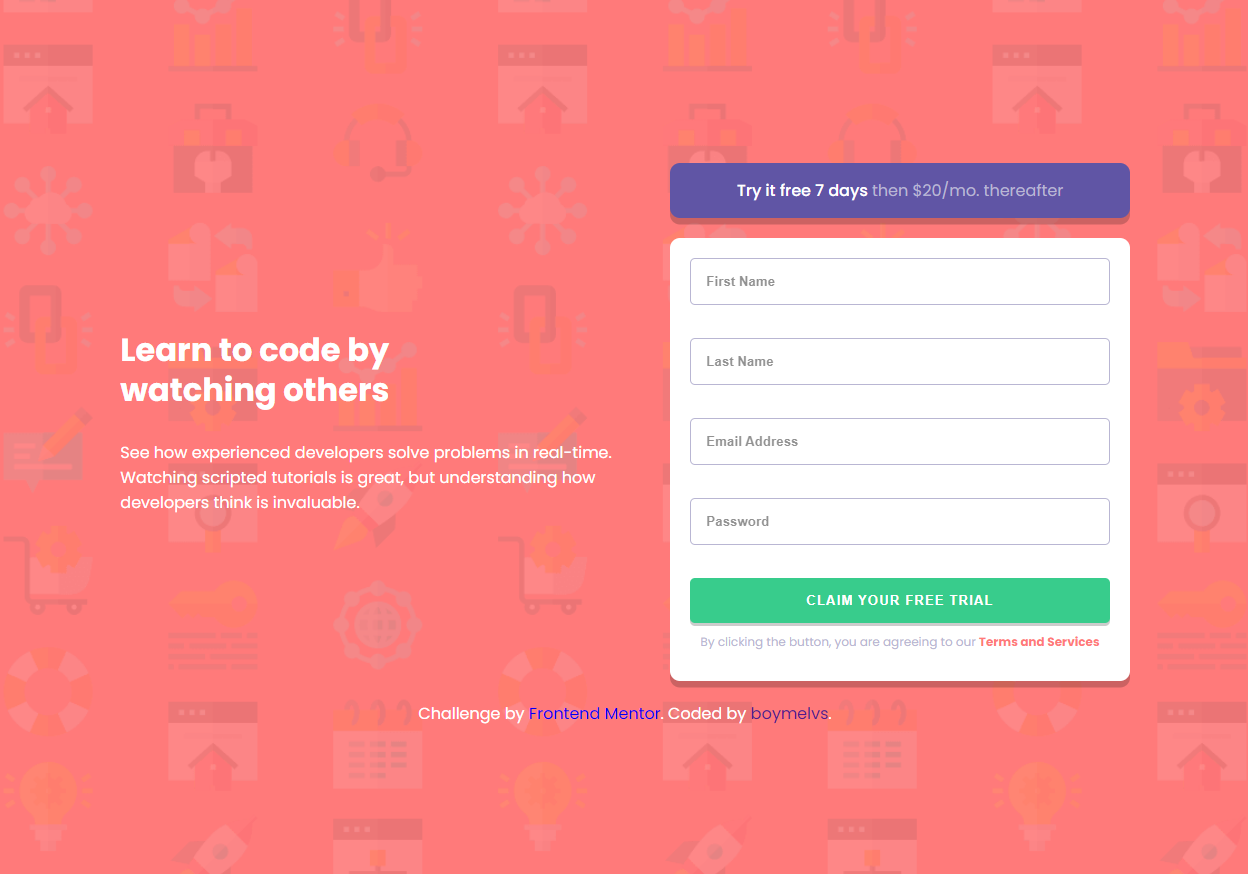 Try it free 7 days then $20/mo. thereafter
First Name
Last Name
Learn to code by
watching others
Email Address
See how experienced developers solve problems in real-time.
Watching scripted tutorials is great, but understanding how
developers think is invaluable.
Password
CLAIM YOUR FREE TRIAL
By clicking the button, you are agreeing to our Terms and Services
Challenge by Frontend Mentor. Coded by boymelvs.